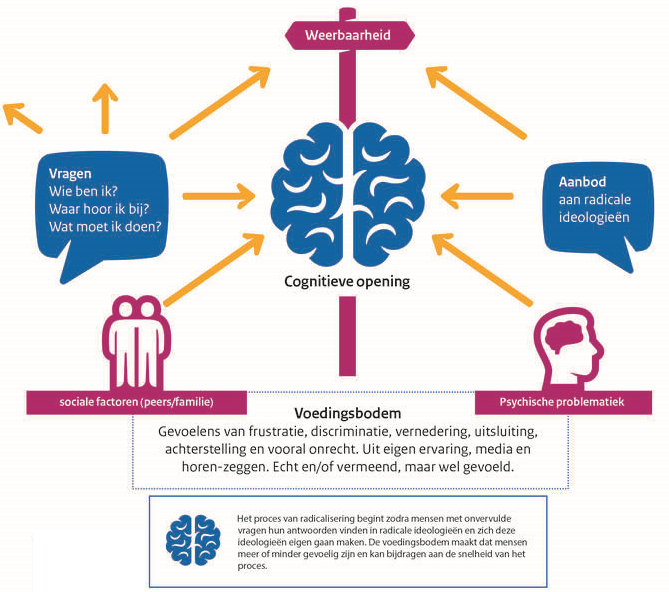 Weerbaarheid
Vragen
Wie ben ik?
Waar hoor ik bij?
Wat moet ik doen?
Aanbod
aan radicale
ideologieën
Cognitieve opening
sociale factoren (peers/familie)
Psychische problematiek
Voedingsbodem
Gevoelens van frustratie, discriminatie, vernedering, uitsluiting,
achterstelling en vooral onrecht. Uit eigen ervaring, media en
horen-zeggen. Echt en/of vermeend, maar wel gevoeld.
Het proces van radicalisering begint zodra mensen met onvervulde
vragen hun antwoorden vinden in radicale ideologieën en zich deze
ideologieën eigen gaan maken. De voedingsbodem maakt dat mensen
meer of minder gevoelig zijn en kan bijdragen aan de snelheid van het
proces.